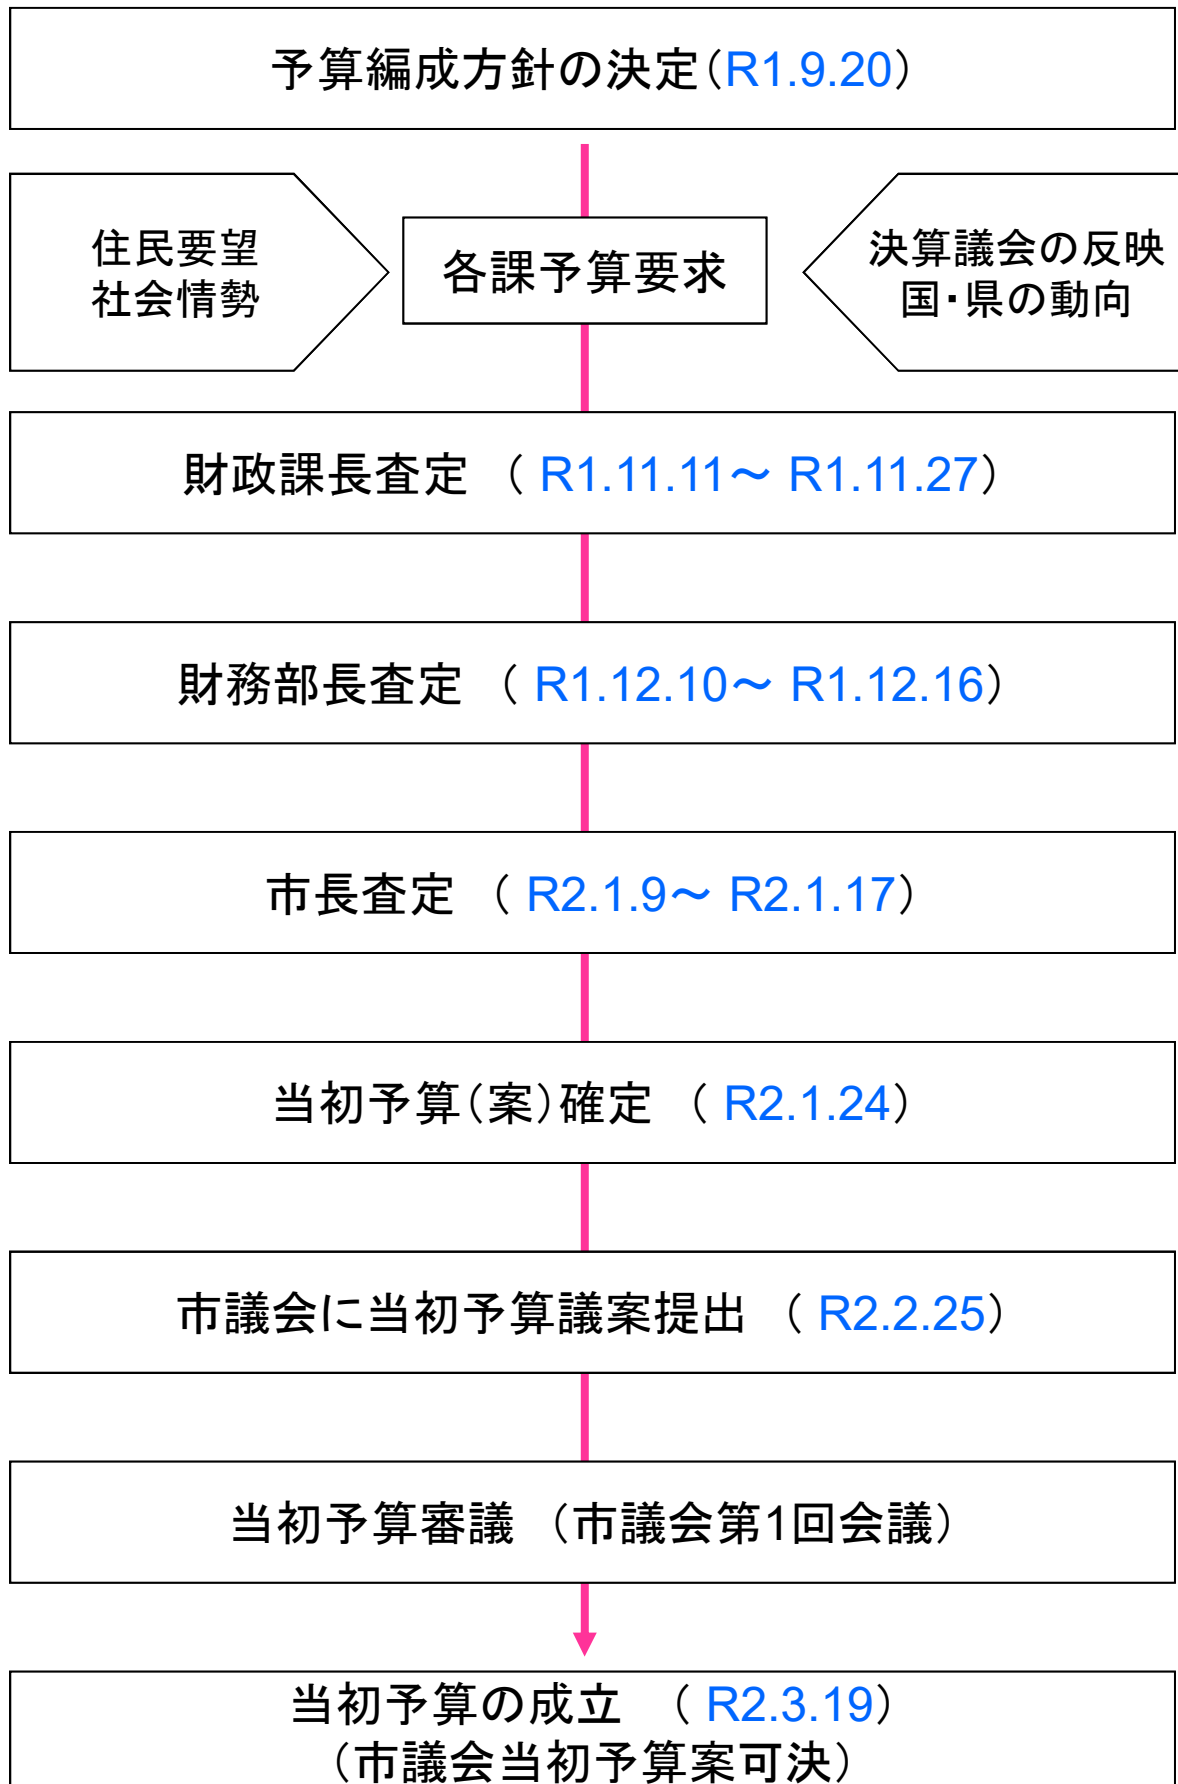 予算編成方針の決定（R1.9.20）
住民要望
社会情勢
各課予算要求
決算議会の反映
国・県の動向
財政課長査定 （ R1.11.11～ R1.11.27）
財務部長査定 （ R1.12.10～ R1.12.16）
市長査定 （ R2.1.9～ R2.1.17）
当初予算（案）確定 （ R2.1.24）
市議会に当初予算議案提出 （ R2.2.25）
当初予算審議 （市議会第1回会議）
当初予算の成立 （ R2.3.19）
（市議会当初予算案可決）